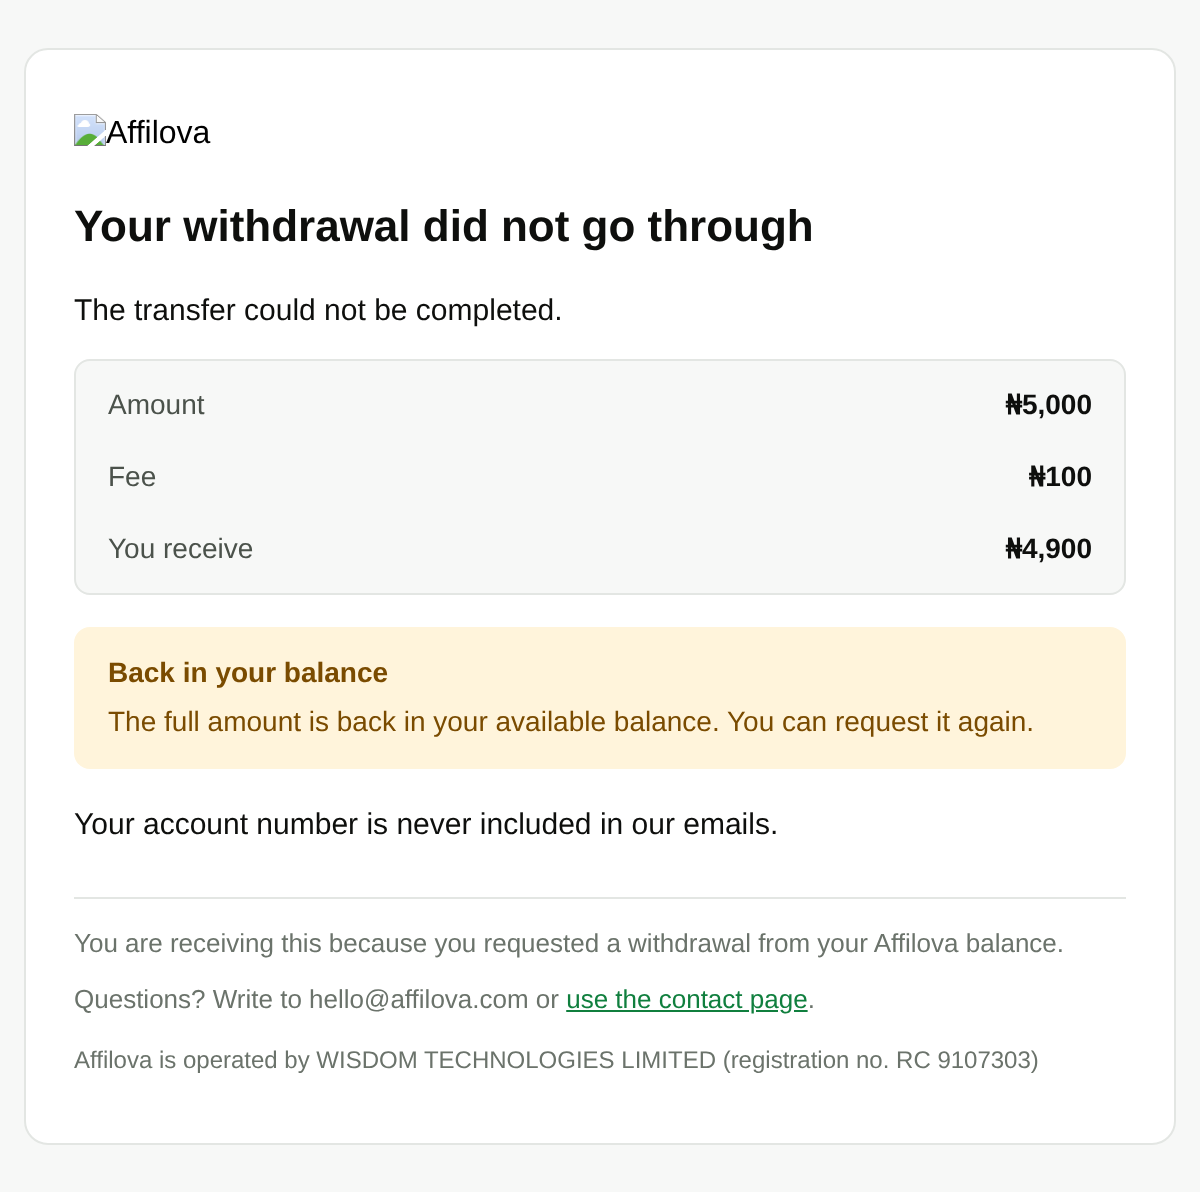 Affilova
Your withdrawal did not go through
The transfer could not be completed.
Amount ₦5,000
Fee ₦100
You receive ₦4,900
Back in your balance
The full amount is back in your available balance. You can request it again.
Your account number is never included in our emails.
You are receiving this because you requested a withdrawal from your Affilova balance.
Questions? Write to hello@affilova.com or use the contact page.
Affilova is operated by WISDOM TECHNOLOGIES LIMITED (registration no. RC 9107303)